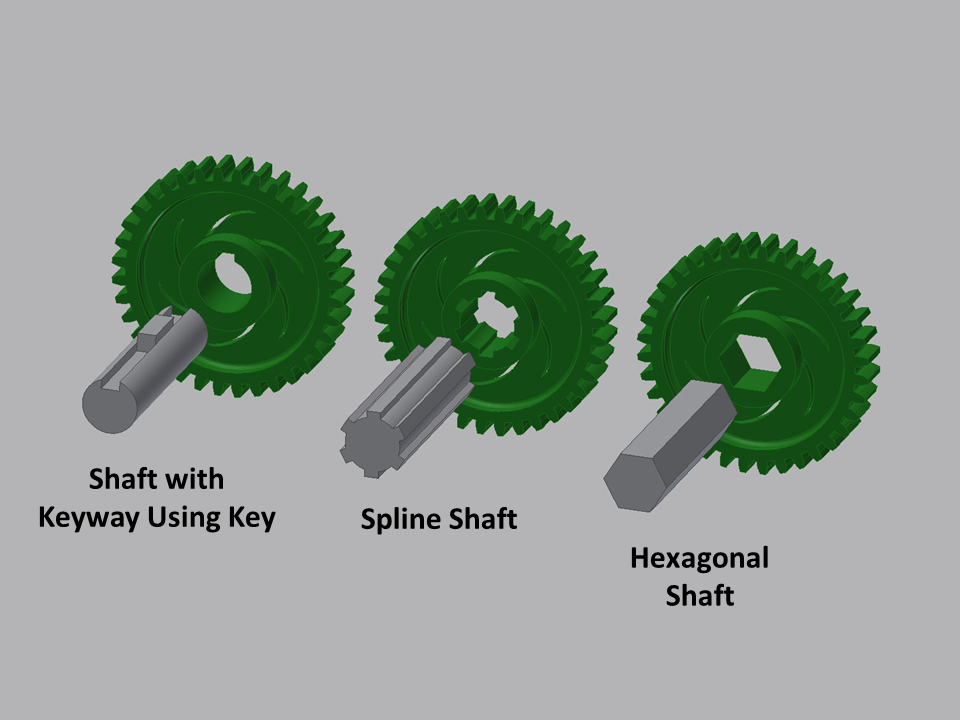 Shaft with
Keyway Using Key
Spline Shaft
Hexagonal
Shaft